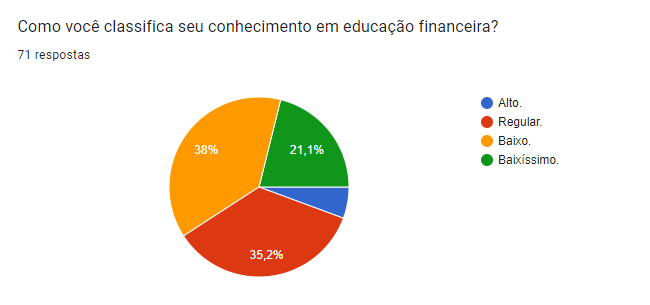 Como você classifica seu conhecimento em educação financeira?
71 respostas
38%
21,1%
35,2%
Alto.
Regular.
Baixo.
Baixíssimo.